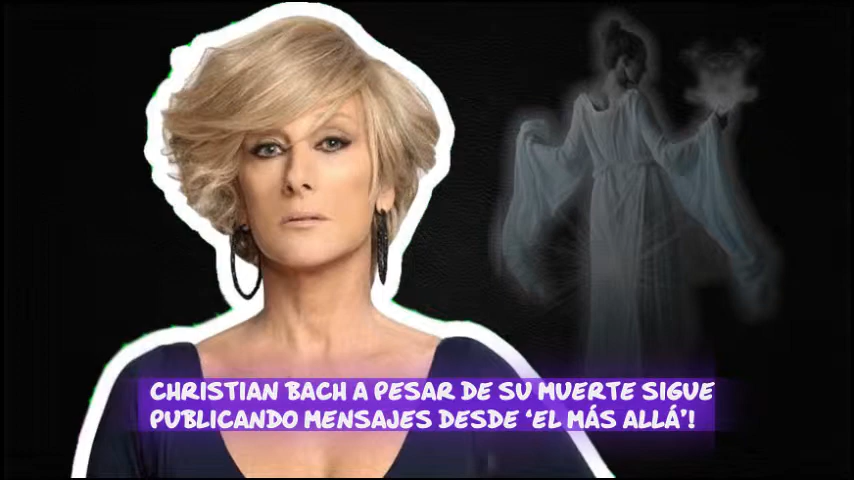 CHRISTIAN BACH A PESAR DE SU MUERTE SIGUE
PUBLICANDO MENSAJES DESDE ‘EL MÁS ALLÁ’!